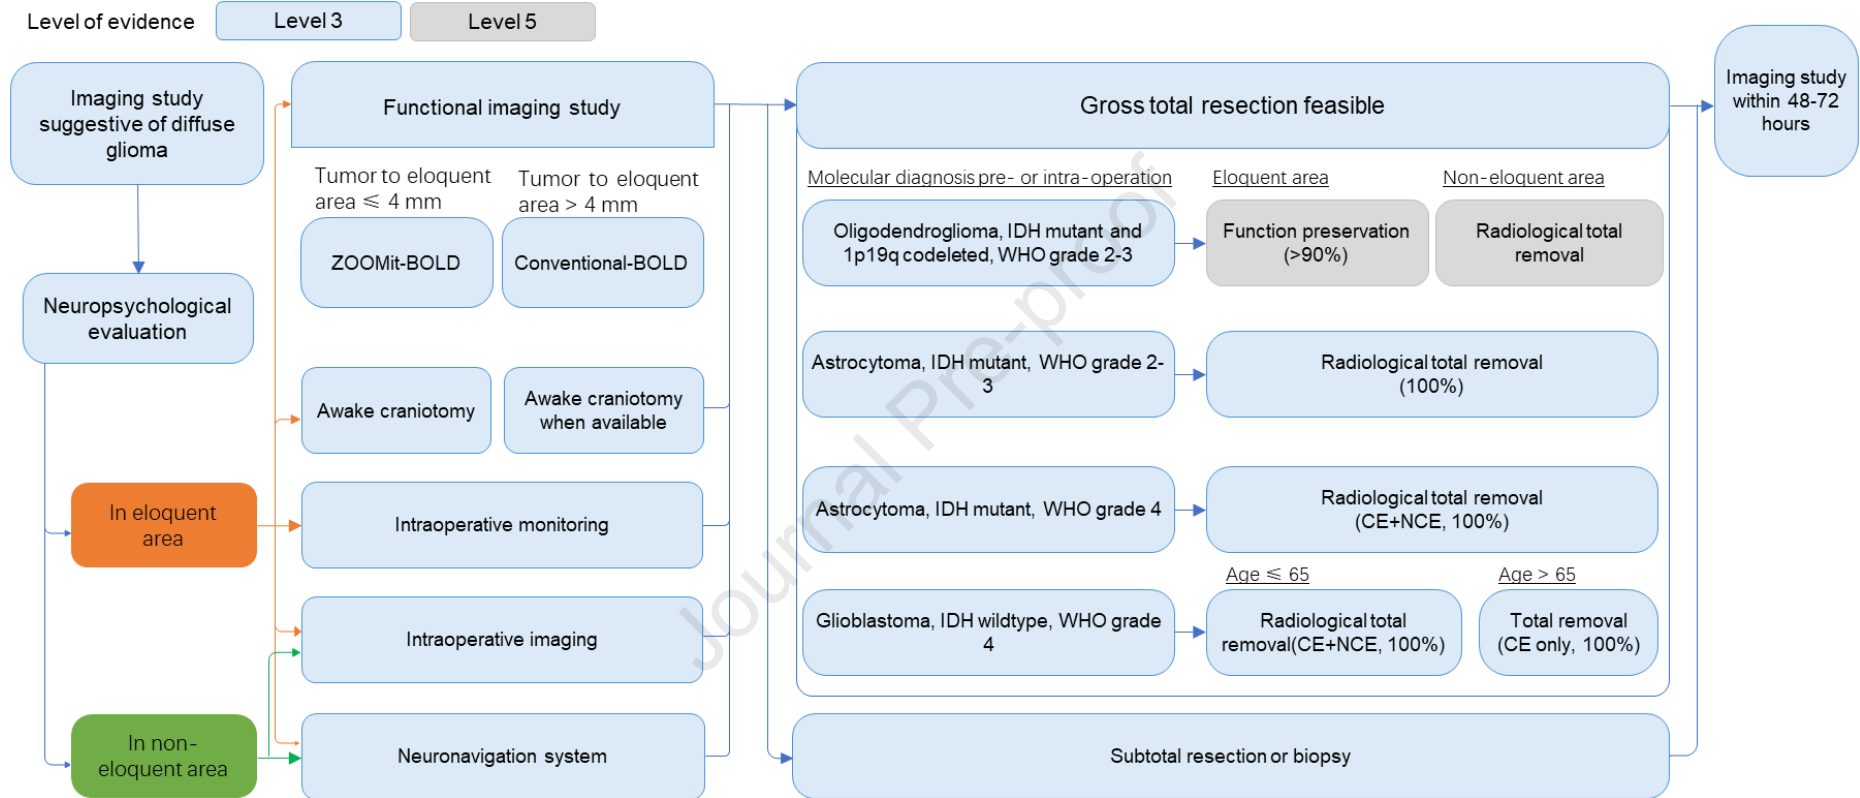 Level of evidence
Level 3
Level 5
Imaging study
suggestive of diffuse
glioma
Neuropsychological
evaluation
In eloquent
area
In non-
eloquent area
Functional imaging study
Tumor to eloquent
area ≤ 4 mm
Tumor to eloquent
area > 4 mm
ZOOMit-BOLD
Conventional-BOLD
Awake craniotomy
Awake craniotomy
when available
Intraoperative monitoring
Intraoperative imaging
Neuronavigation system
Gross total resection feasible
Molecular diagnosis pre- or intra-operation
Eloquent area
Non-eloquent area
Oligodendroglioma, IDH mutant and
1p19q codeleted, WHO grade 2-3
Function preservation
(>90%)
Radiological total
removal
Astrocytoma, IDH mutant, WHO grade 2-
3
Radiological total removal
(100%)
Astrocytoma, IDH mutant, WHO grade 4
Radiological total removal
(CE+NCE, 100%)
Age ≤ 65
Age > 65
Glioblastoma, IDH wildtype, WHO grade
4
Radiological total
removal(CE+NCE, 100%)
Total removal
(CE only, 100%)
Subtotal resection or biopsy
Imaging study
within 48-72
hours
Journal Pre-proof